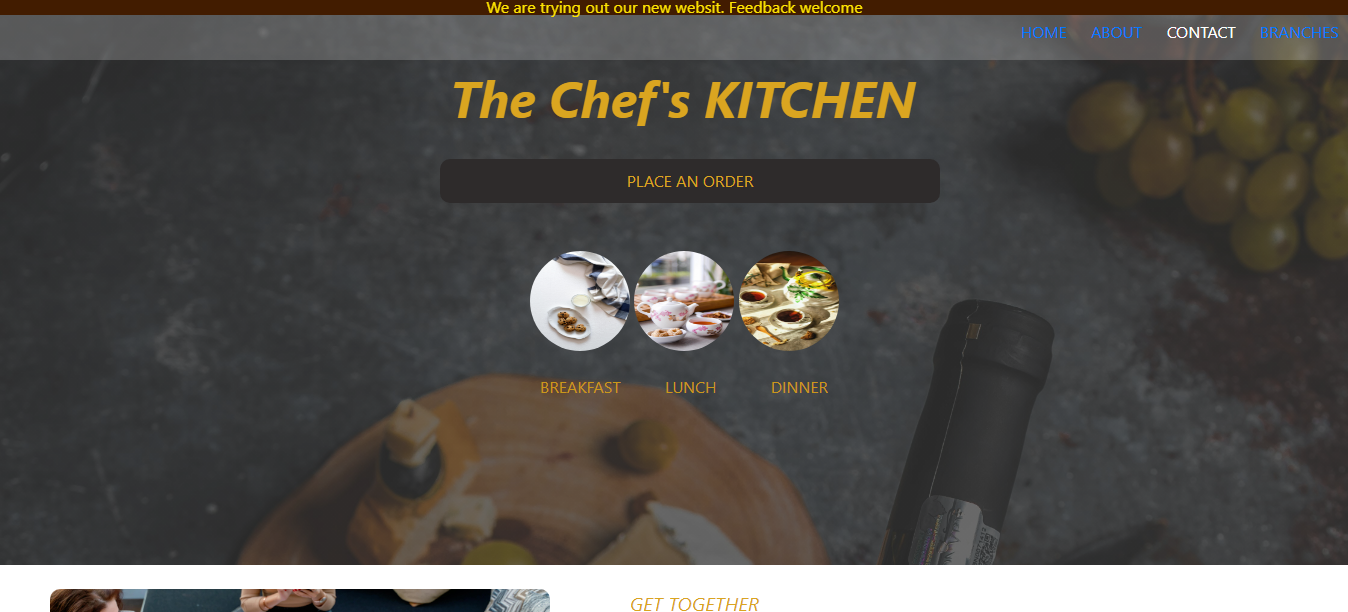 We are trying out our new websit. Feedback welcome
HOME ABOUT CONTACT BRANCHES
The Chef's KITCHEN
PLACE AN ORDER
BREAKFAST LUNCH DINNER
GET TOGETHER